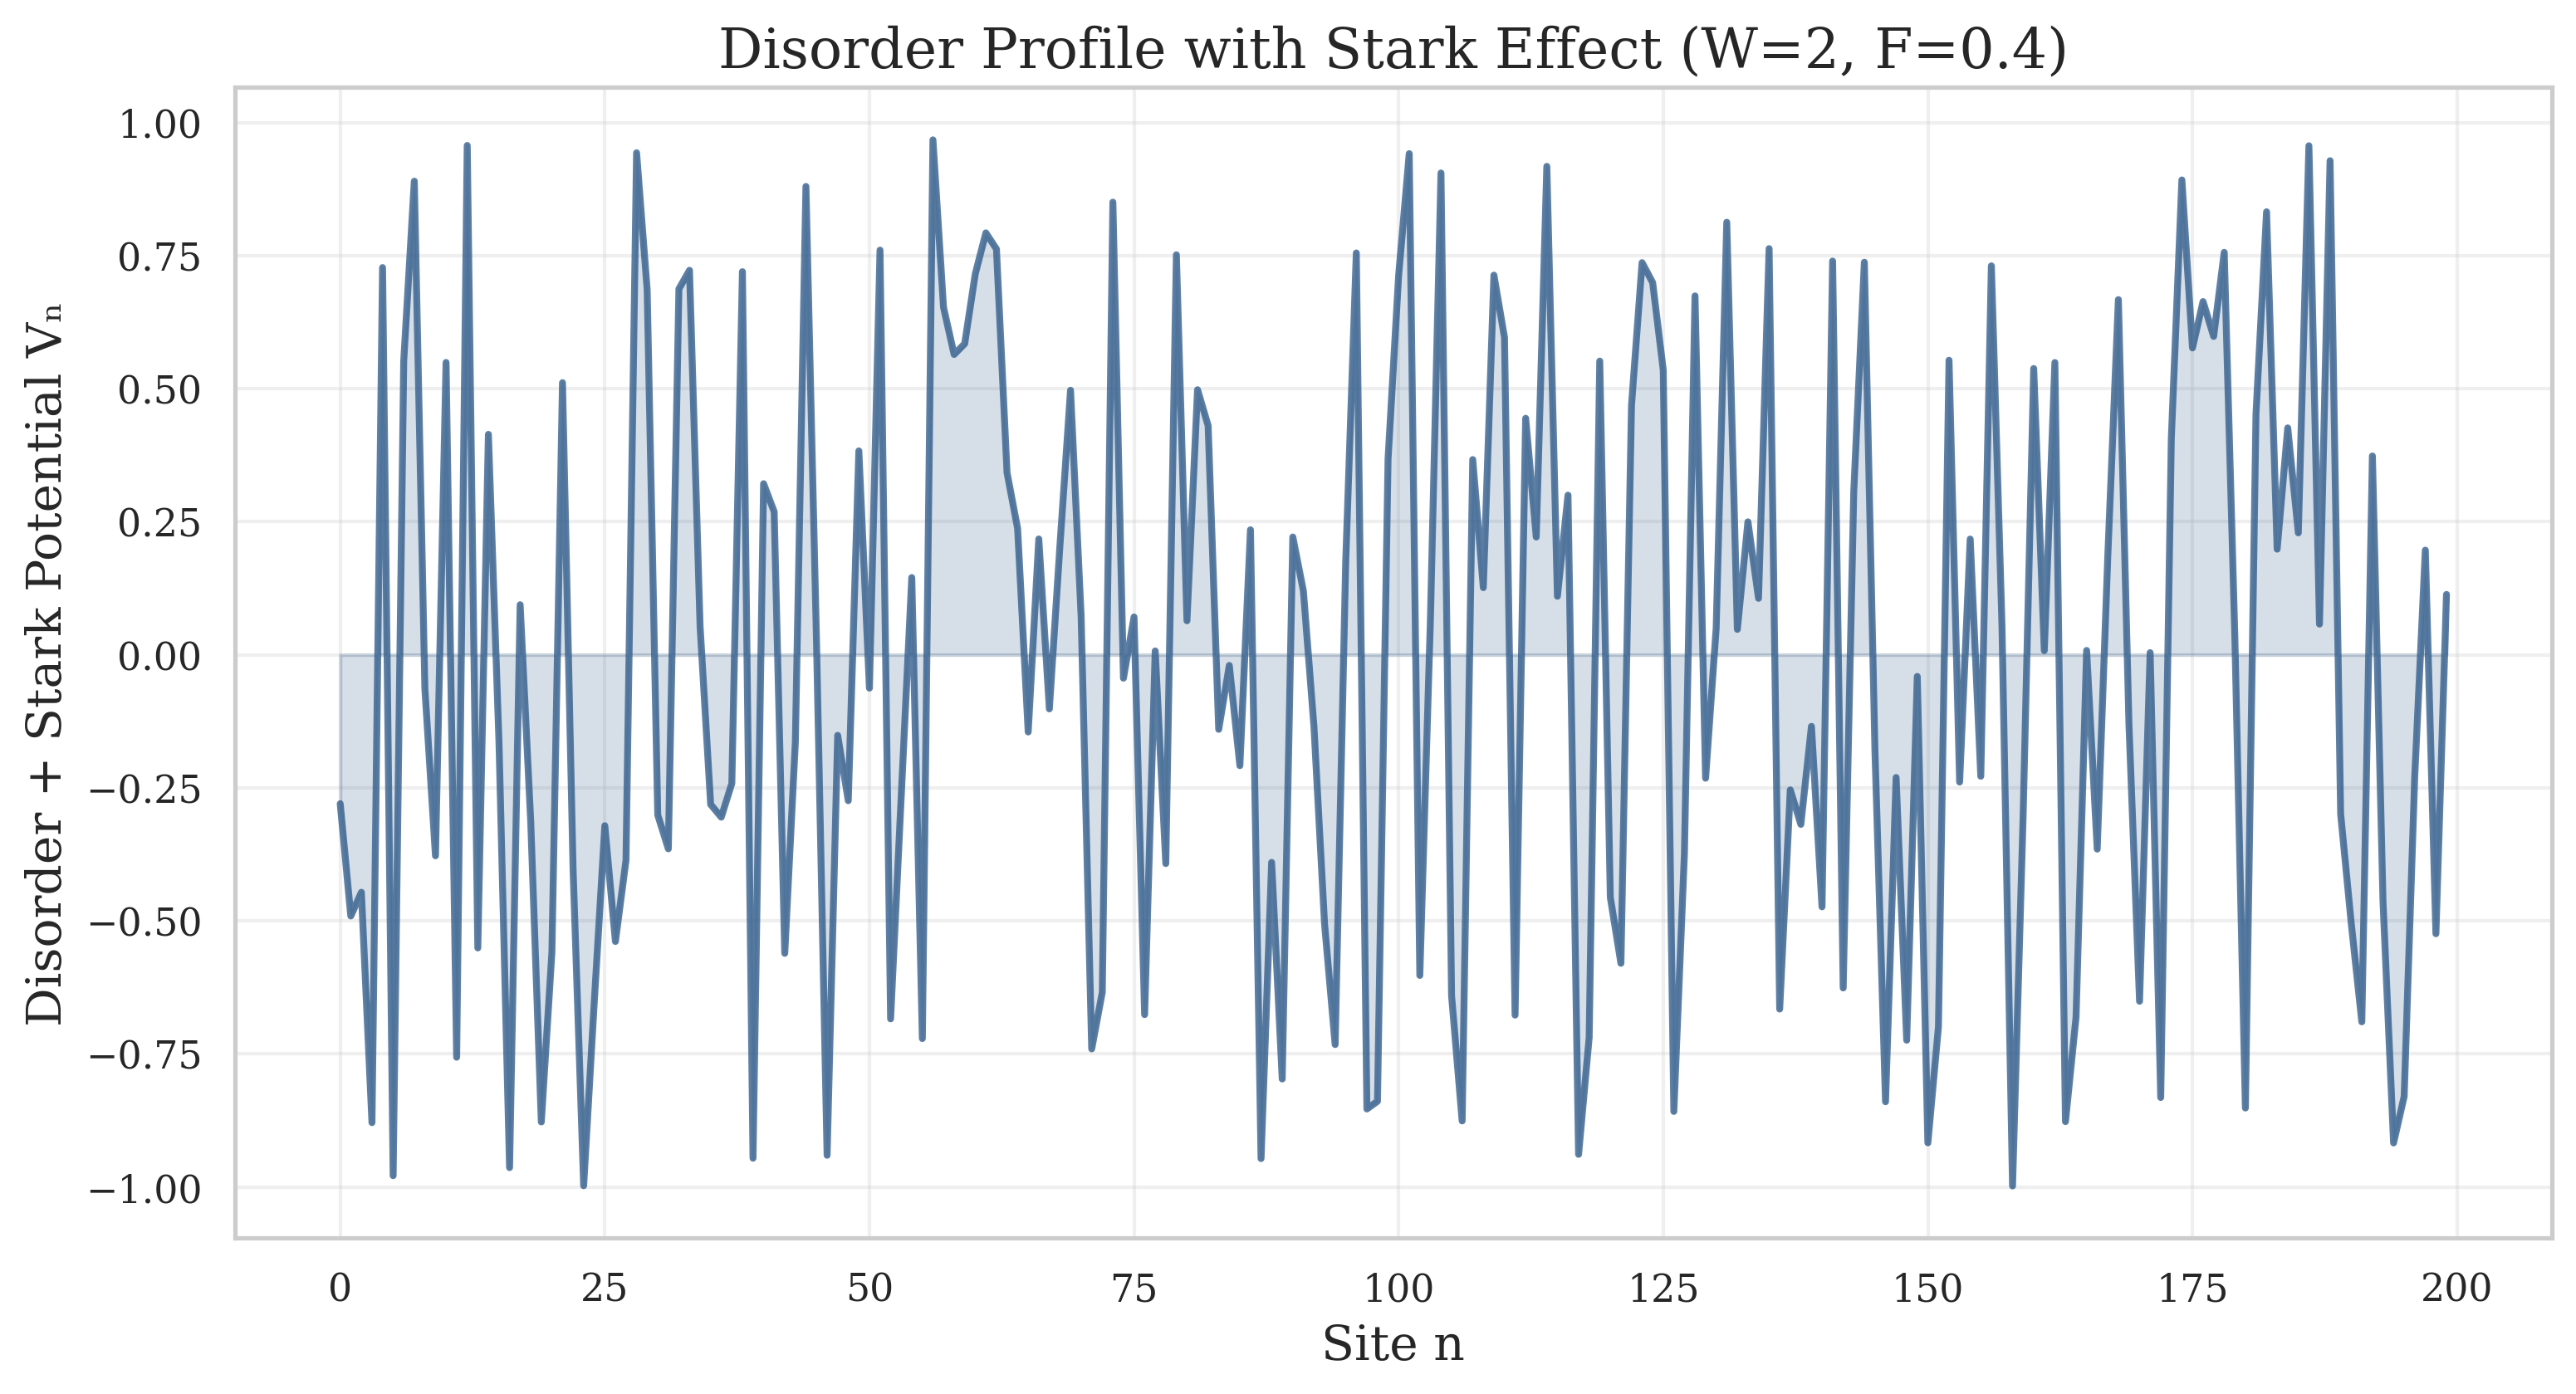 Disorder Profile with Stark Effect (W=2, F=0.4)
Disorder + Stark Potential Vₙ
1.00
0.75
0.50
0.25
0.00
−0.25
−0.50
−0.75
−1.00
0 25 50 75 100 125 150 175 200
Site n